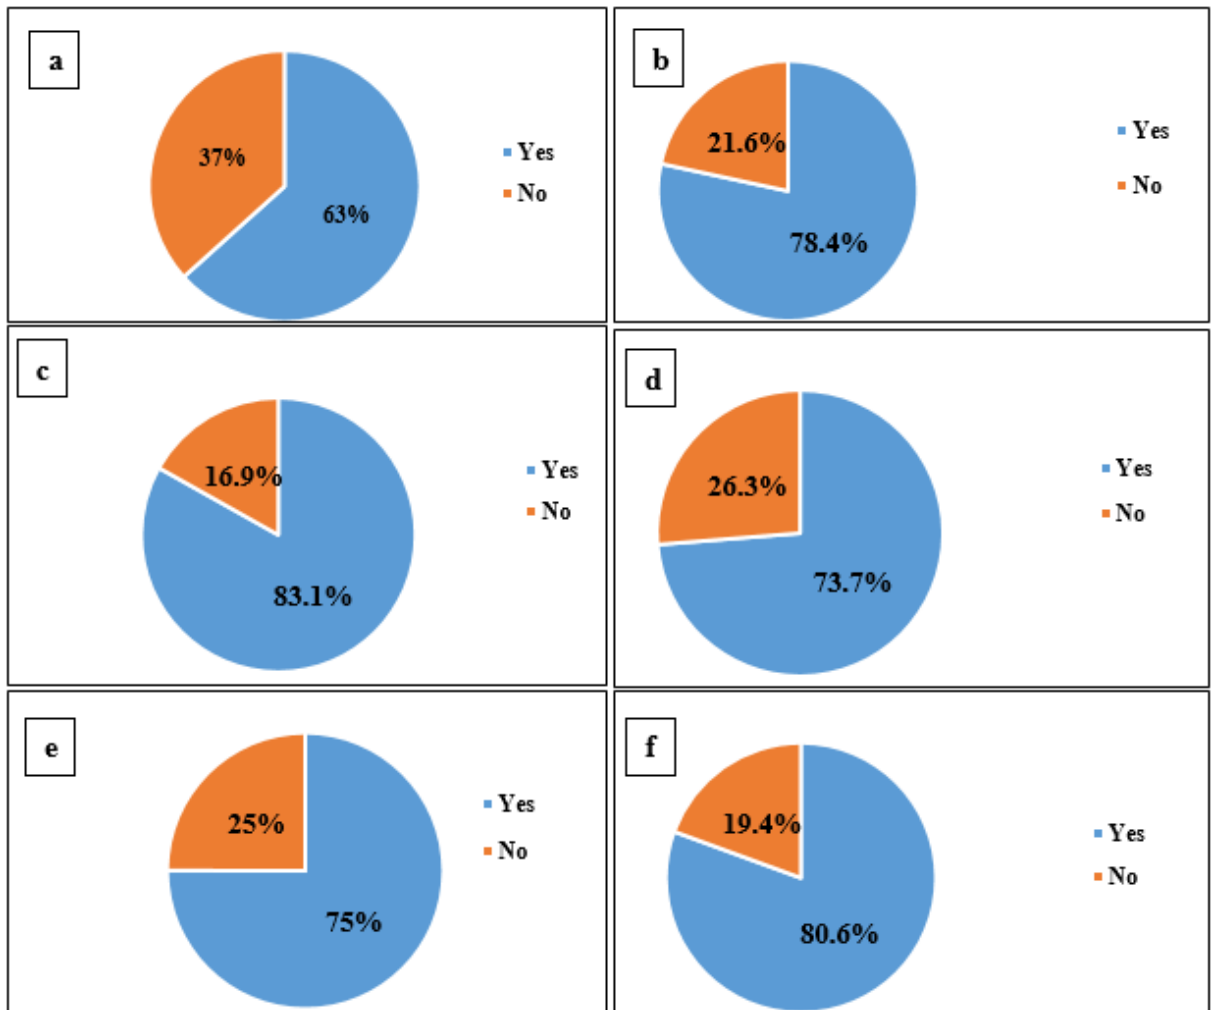 a
37%
63%
Yes
No
b
21.6%
78.4%
Yes
No
c
16.9%
83.1%
Yes
No
d
26.3%
73.7%
Yes
No
e
25%
75%
Yes
No
f
19.4%
80.6%
Yes
No